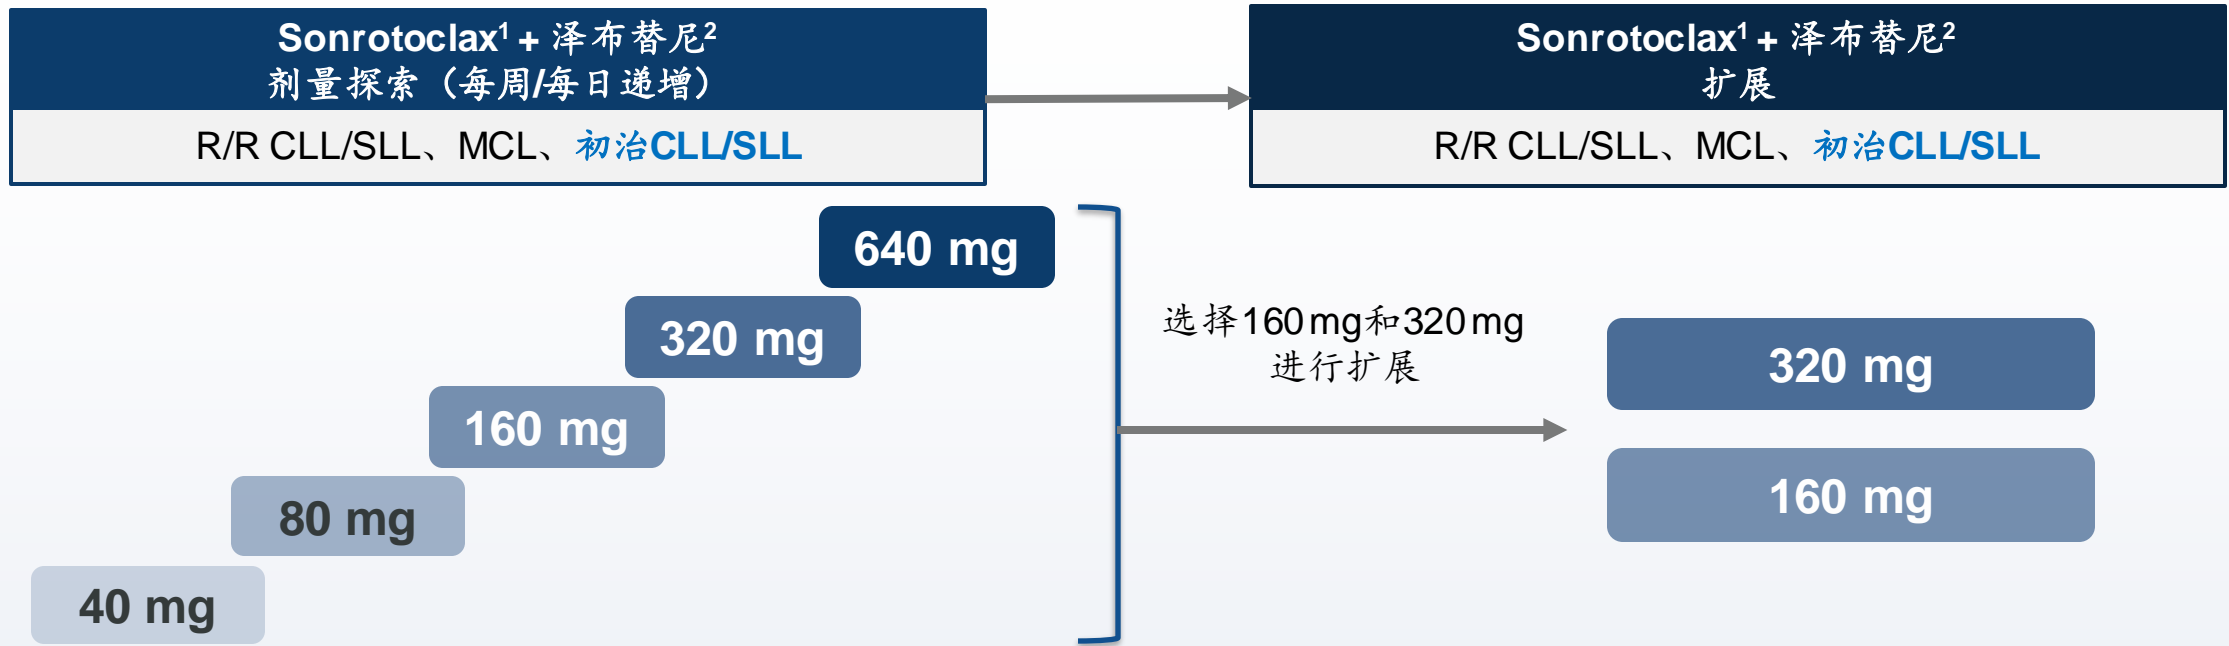 Sonrotoclax¹ + 泽布替尼²
剂量探索（每周/每日递增）
R/R CLL/SLL、MCL、初治CLL/SLL
Sonrotoclax¹ + 泽布替尼²
扩展
R/R CLL/SLL、MCL、初治CLL/SLL
640 mg
320 mg
160 mg
80 mg
40 mg
选择160 mg和320 mg
进行扩展
320 mg
160 mg